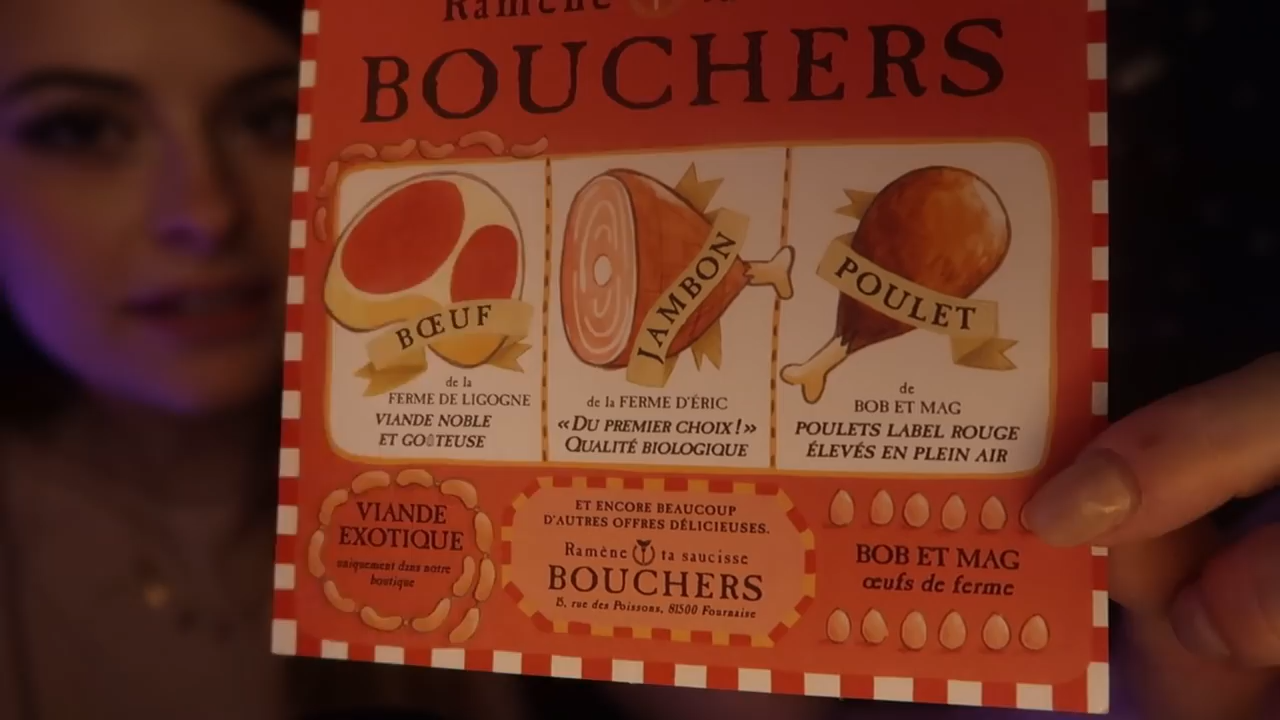 Ramène ta
BOUCHERS
BŒUF
de la
FERME DE LIGOGNE
VIANDE NOBLE
ET GOÛTEUSE
JAMBON
de la FERME D'ÉRIC
«DU PREMIER CHOIX!»
QUALITÉ BIOLOGIQUE
POULET
de
BOB ET MAG
POULETS LABEL ROUGE
ÉLEVÉS EN PLEIN AIR
VIANDE
EXOTIQUE
uniquement dans notre
boutique
ET ENCORE BEAUCOUP
D'AUTRES OFFRES DÉLICIEUSES.
Ramène ta saucisse
BOUCHERS
15, rue des Poissons, 81500 Fournaise
BOB ET MAG
œufs de ferme